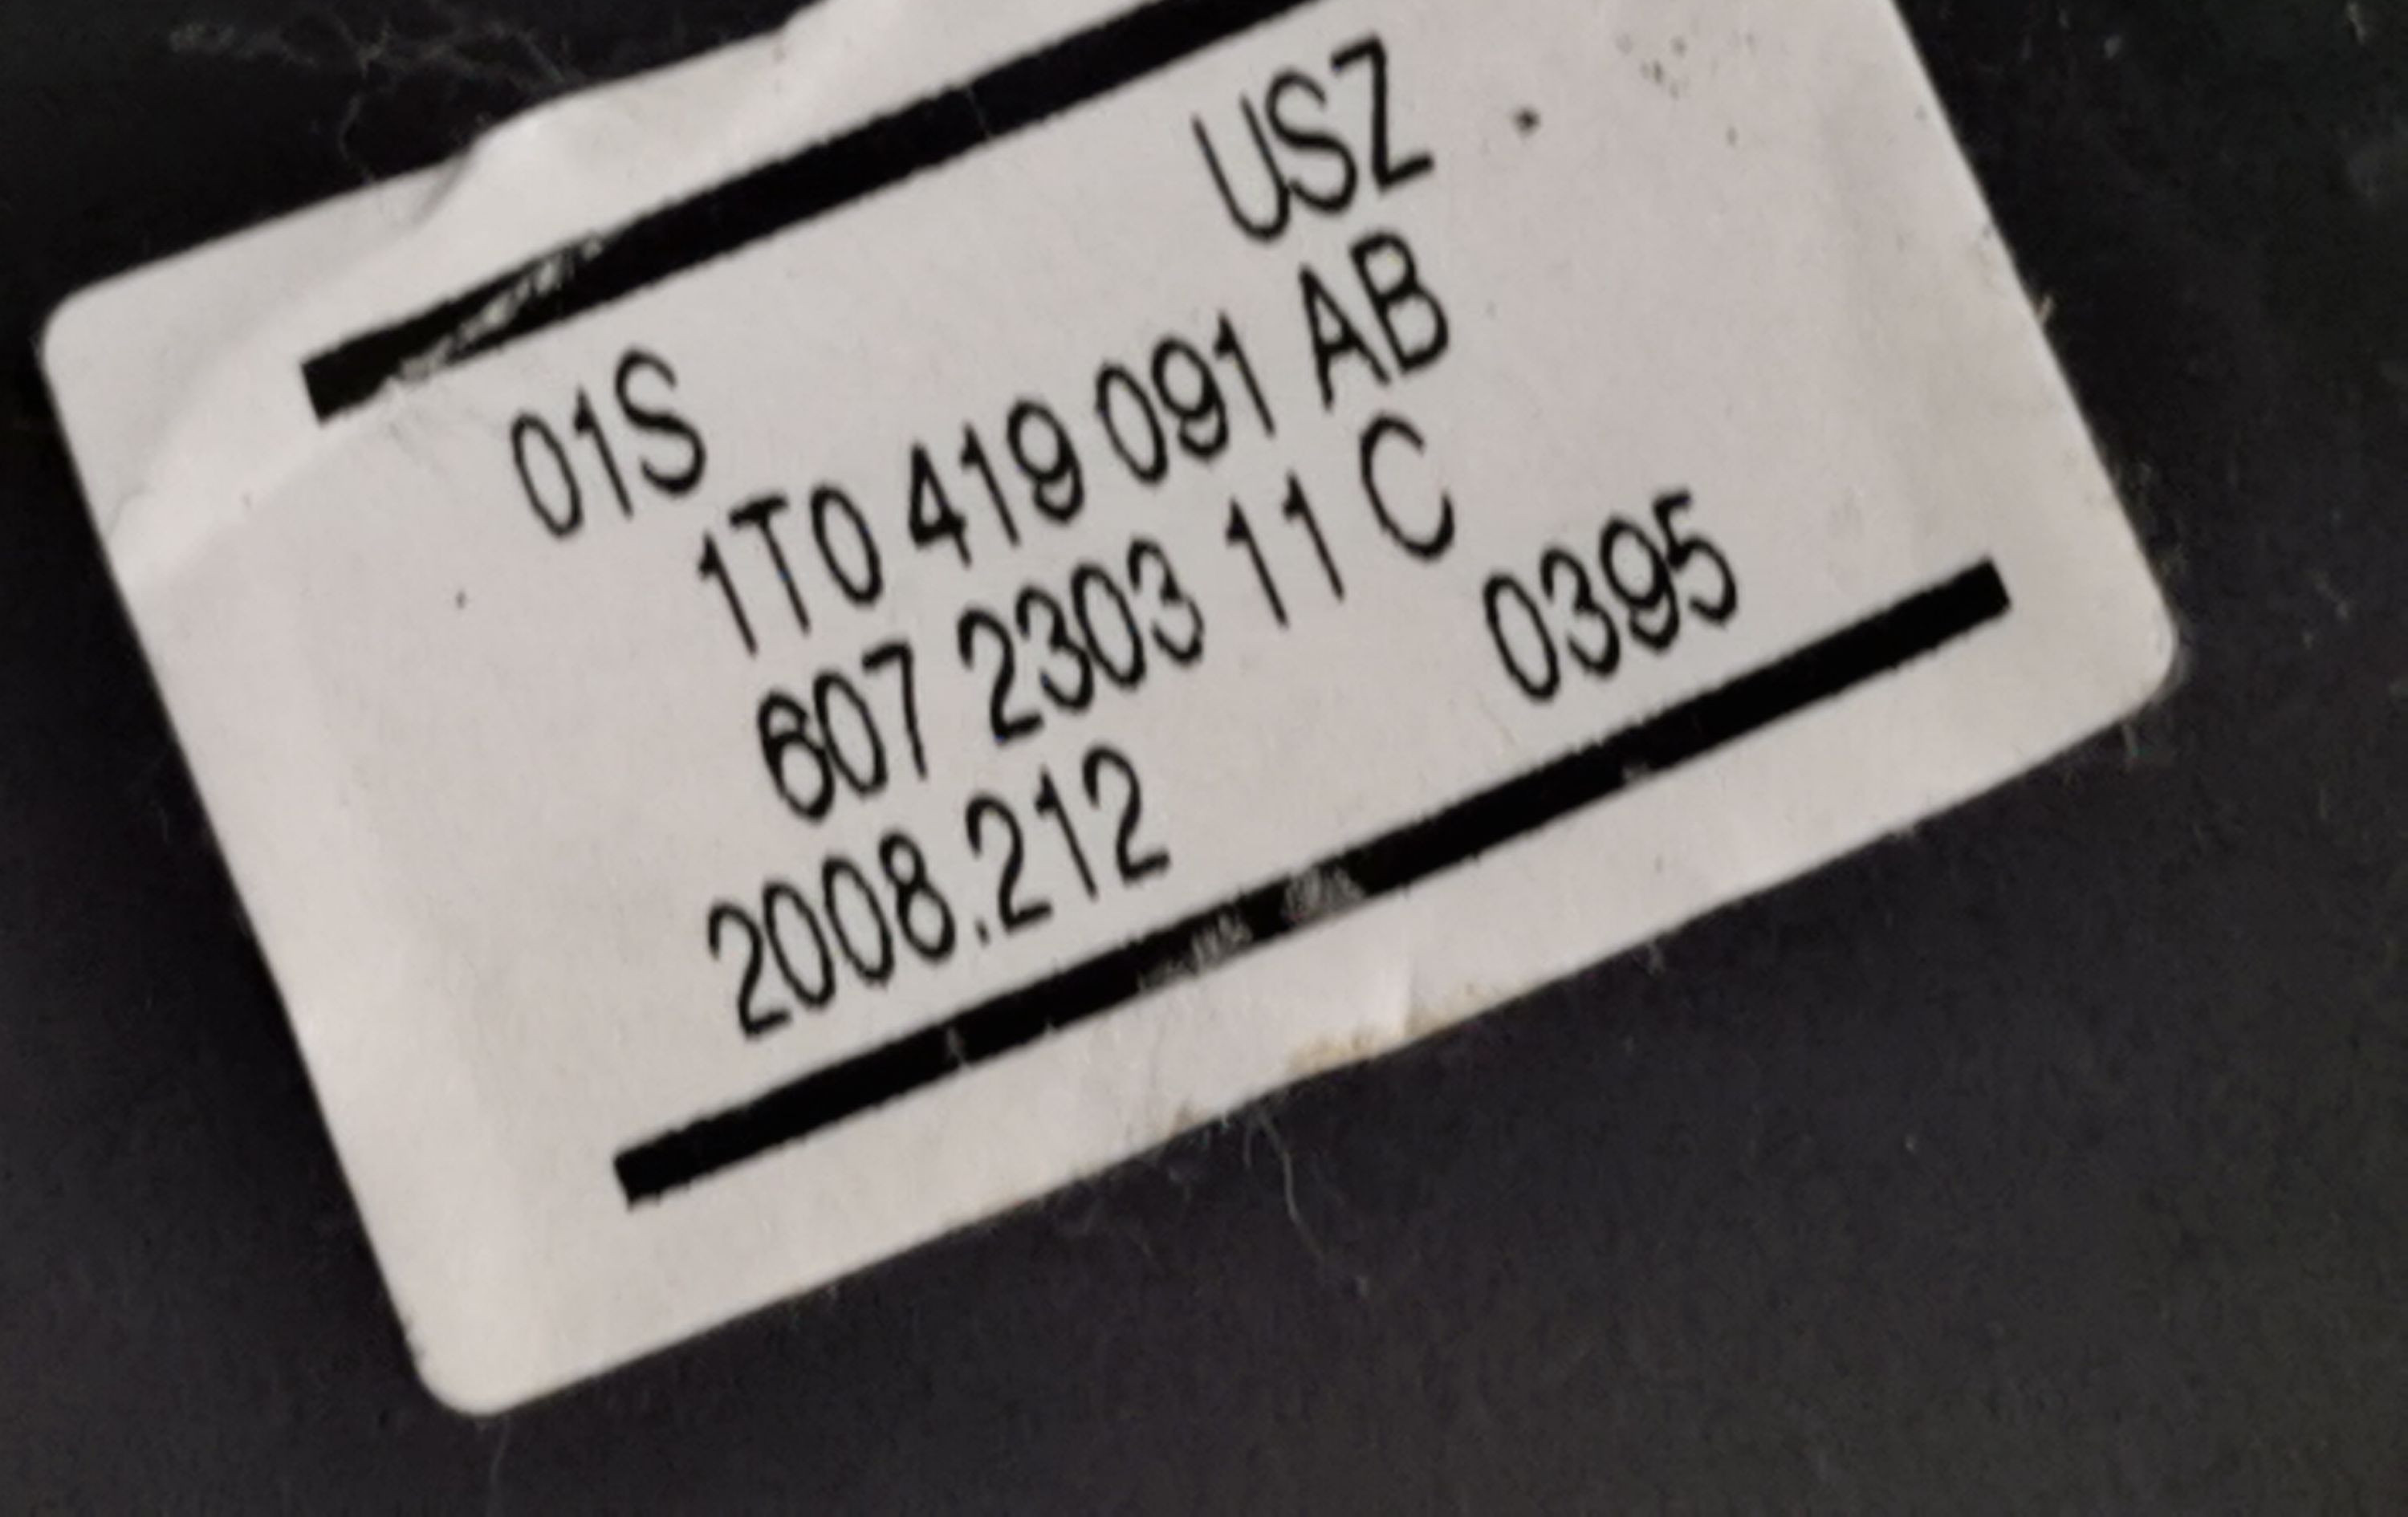 01S USZ
1T0 419 091 AB
607 2303 11 C
2008.212 0395